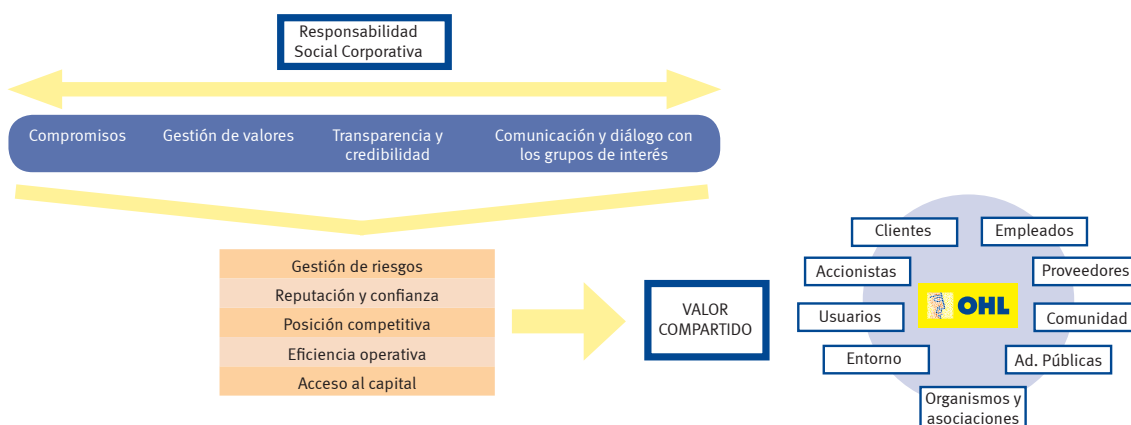 Responsabilidad
Social Corporativa
Compromisos
Gestión de valores
Transparencia y
credibilidad
Comunicación y diálogo con
los grupos de interés
Gestión de riesgos
Reputación y confianza
Posición competitiva
Eficiencia operativa
Acceso al capital
VALOR
COMPARTIDO
Clientes
Empleados
Accionistas
Proveedores
OHL
Usuarios
Comunidad
Entorno
Ad. Públicas
Organismos y
asociaciones